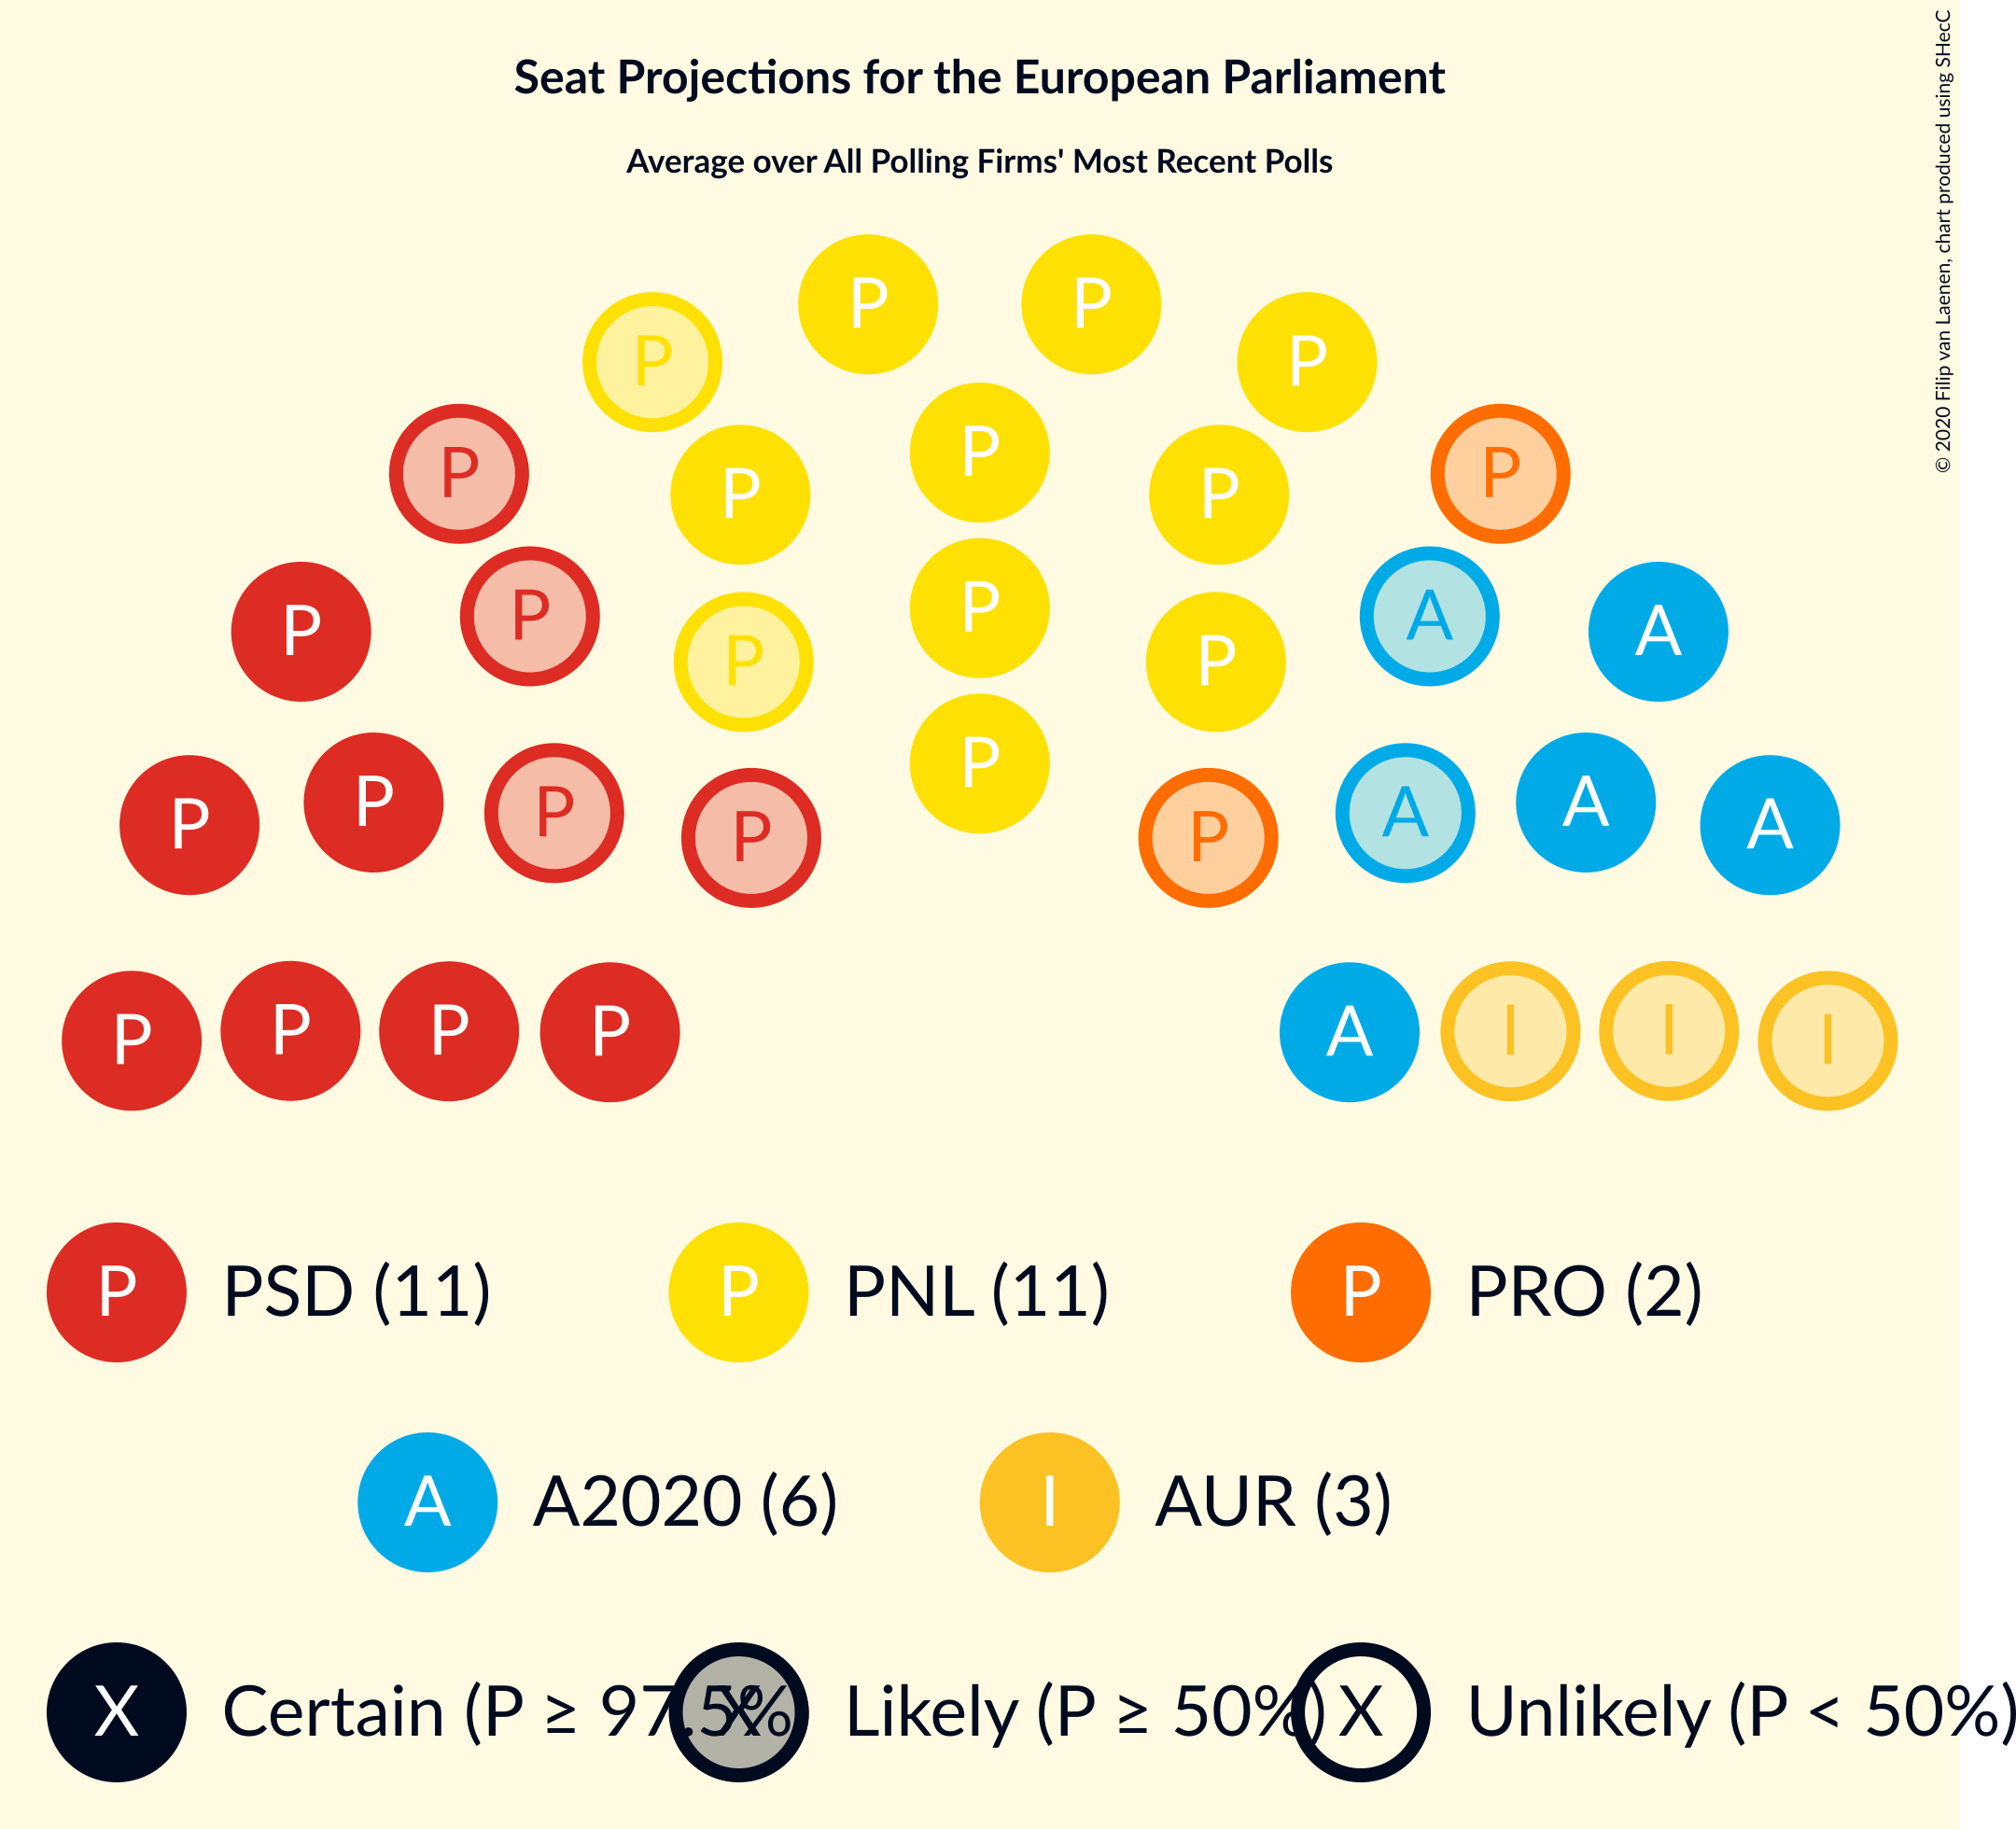 Seat Projections for the European Parliament
Average over All Polling Firms' Most Recent Polls
© 2020 Filip van Laenen, chart produced using SHecC
P P
P P
P
P P P P P
P P A A
P P P
P P P P P P A A A
P P P P A I I I
P PSD (11) P PNL (11) P PRO (2)
A A2020 (6) I AUR (3)
X Certain (P ≥ 97.5% X Likely (P ≥ 50%) X Unlikely (P < 50%)